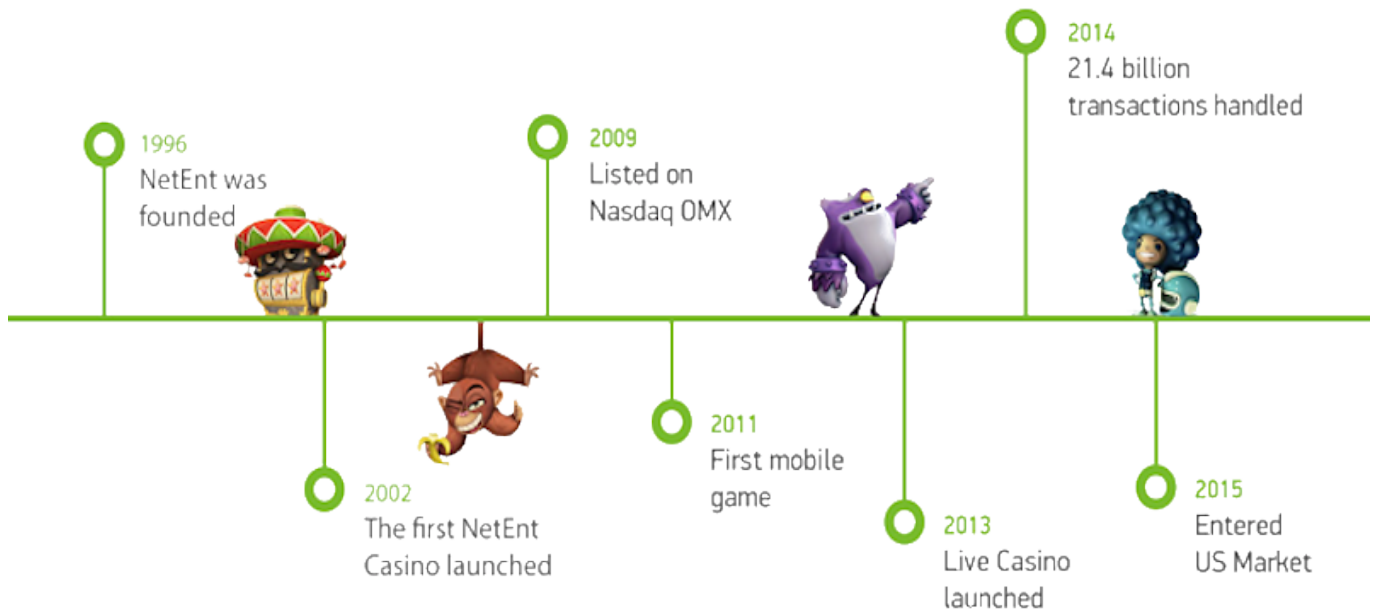 1996
NetEnt was
founded
2002
The first NetEnt
Casino launched
2009
Listed on
Nasdaq OMX
2011
First mobile
game
2013
Live Casino
launched
2014
21.4 billion
transactions handled
2015
Entered
US Market